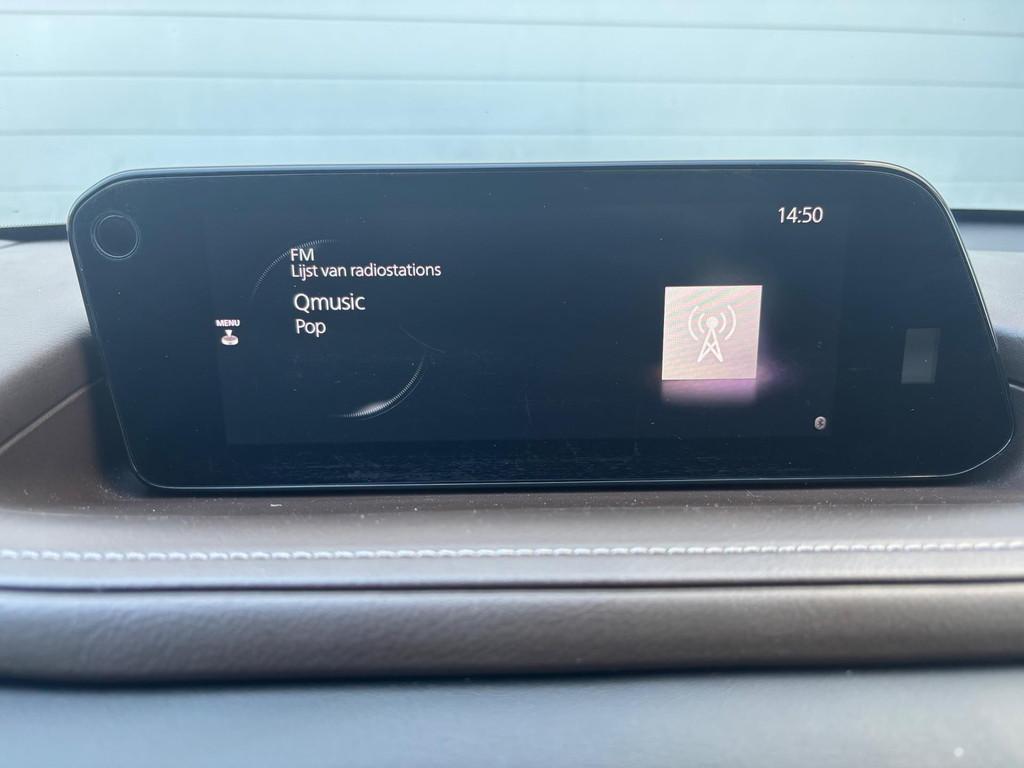 14:50
FM
Lijst van radiostations
Qmusic
MENU
Pop